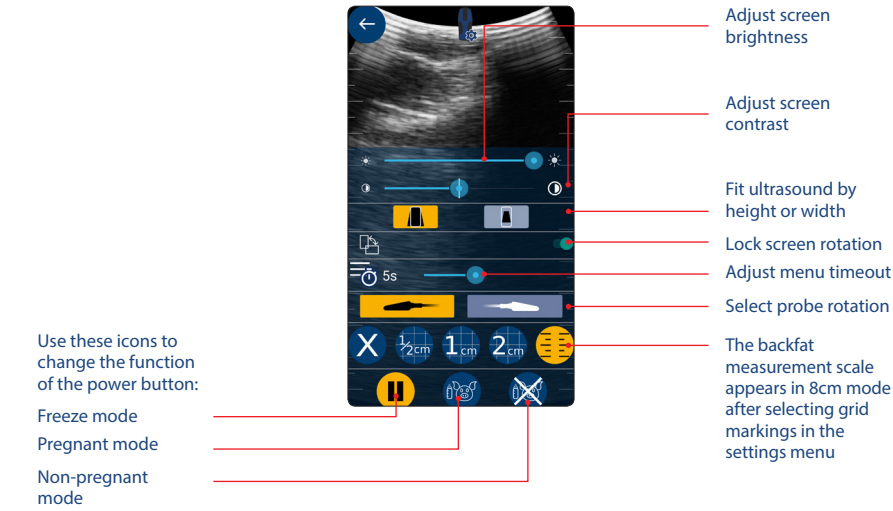 Adjust screen
brightness
Adjust screen
contrast
Fit ultrasound by
height or width
Lock screen rotation
5s
Adjust menu timeout
Select probe rotation
X ½cm 1cm 2cm
The backfat
measurement scale
appears in 8cm mode
after selecting grid
markings in the
settings menu
Use these icons to
change the function
of the power button:
Freeze mode
Pregnant mode
Non-pregnant
mode